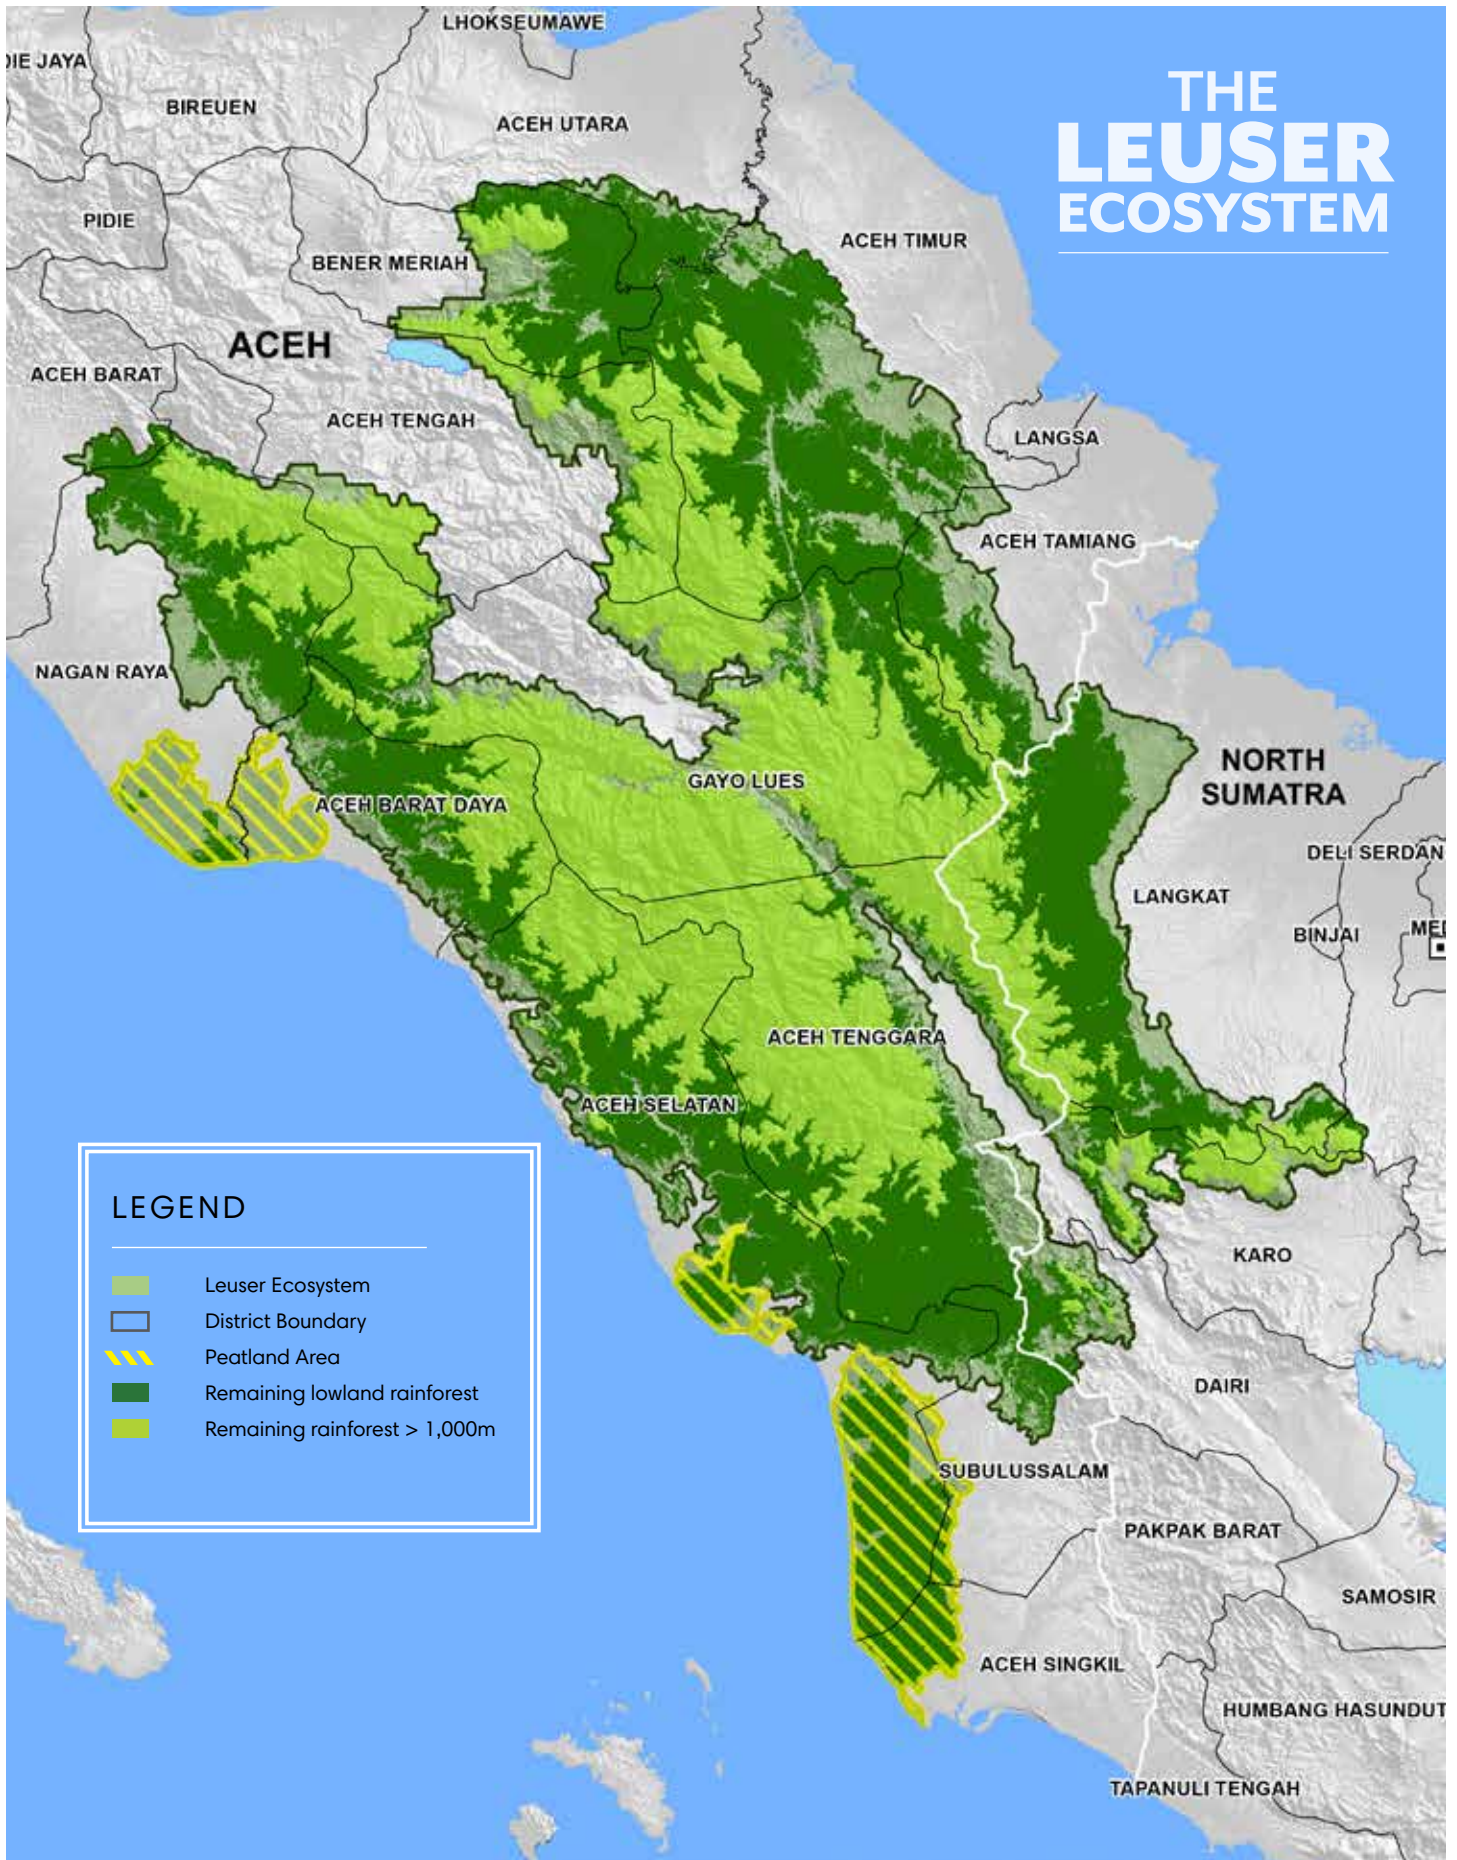 LHOKSEUMAWE
DIE JAYA
BIREUEN
ACEH UTARA
THE
LEUSER
ECOSYSTEM
PIDIE
ACEH TIMUR
BENER MERIAH
ACEH
ACEH BARAT
ACEH TENGAH
LANGSA
ACEH TAMIANG
NAGAN RAYA
NORTH
SUMATRA
GAYO LUES
ACEH BARAT DAYA
DELI SERDAN
LANGKAT
BINJAI
MED
ACEH TENGGARA
ACEH SELATAN
LEGEND
Leuser Ecosystem
District Boundary
Peatland Area
Remaining lowland rainforest
Remaining rainforest > 1,000m
KARO
DAIRI
SUBULUSSALAM
PAKPAK BARAT
SAMOSIR
ACEH SINGKIL
HUMBANG HASUNDUT
TAPANULI TENGAH